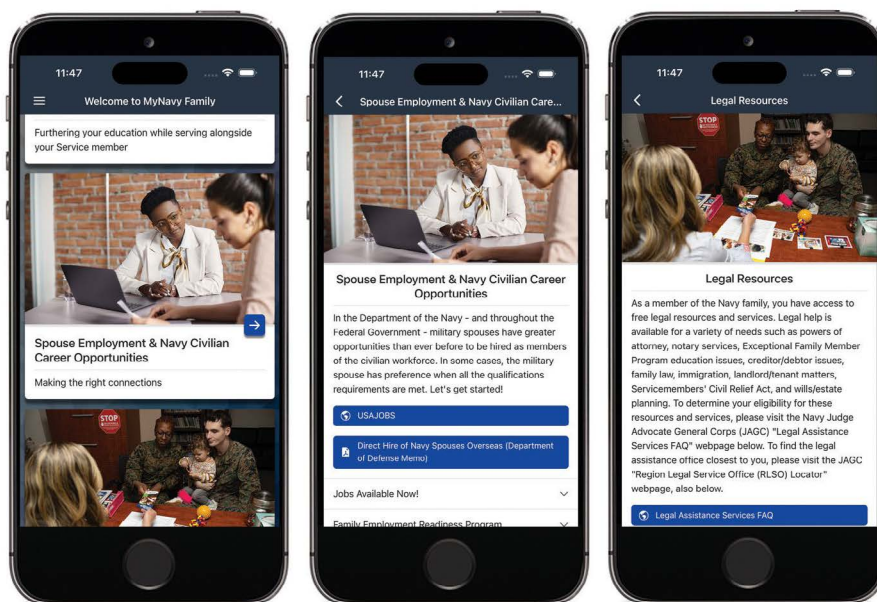 11:47
Welcome to MyNavy Family
Furthering your education while serving alongside
your Service member
Spouse Employment & Navy Civilian
Career Opportunities
Making the right connections
STOP
11:47
Spouse Employment & Navy Civilian Care...
Spouse Employment & Navy Civilian Career
Opportunities
In the Department of the Navy - and throughout the
Federal Government - military spouses have greater
opportunities than ever before to be hired as members
of the civilian workforce. In some cases, the military
spouse has preference when all the qualifications
requirements are met. Let's get started!
USAJOBS
Direct Hire of Navy Spouses Overseas (Department
of Defense Memo)
Jobs Available Now!
Family Employment Readiness Program
11:47
Legal Resources
STOP
Legal Resources
As a member of the Navy family, you have access to
free legal resources and services. Legal help is
available for a variety of needs such as powers of
attorney, notary services, Exceptional Family Member
Program education issues, creditor/debtor issues,
family law, immigration, landlord/tenant matters,
Servicemembers' Civil Relief Act, and wills/estate
planning. To determine your eligibility for these
resources and services, please visit the Navy Judge
Advocate General Corps (JAGC) "Legal Assistance
Services FAQ" webpage below. To find the legal
assistance office closest to you, please visit the JAGC
"Region Legal Service Office (RLSO) Locator"
webpage, also below.
Legal Assistance Services FAQ